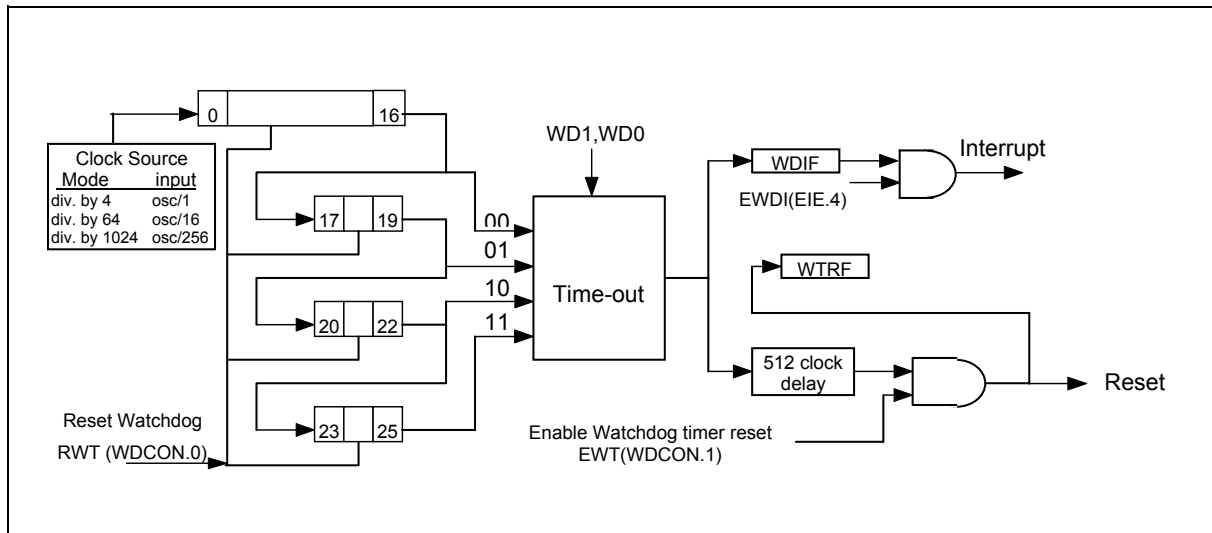 0
16
Clock Source
Mode input
div. by 4 osc/1
div. by 64 osc/16
div. by 1024 osc/256
17 19
20 22
23 25
Reset Watchdog
RWT (WDCON.0)
WD1,WD0
00
01
10
11
Time-out
WDIF
EWDI(EIE.4)
Interrupt
WTRF
512 clock
delay
Reset
Enable Watchdog timer reset
EWT(WDCON.1)